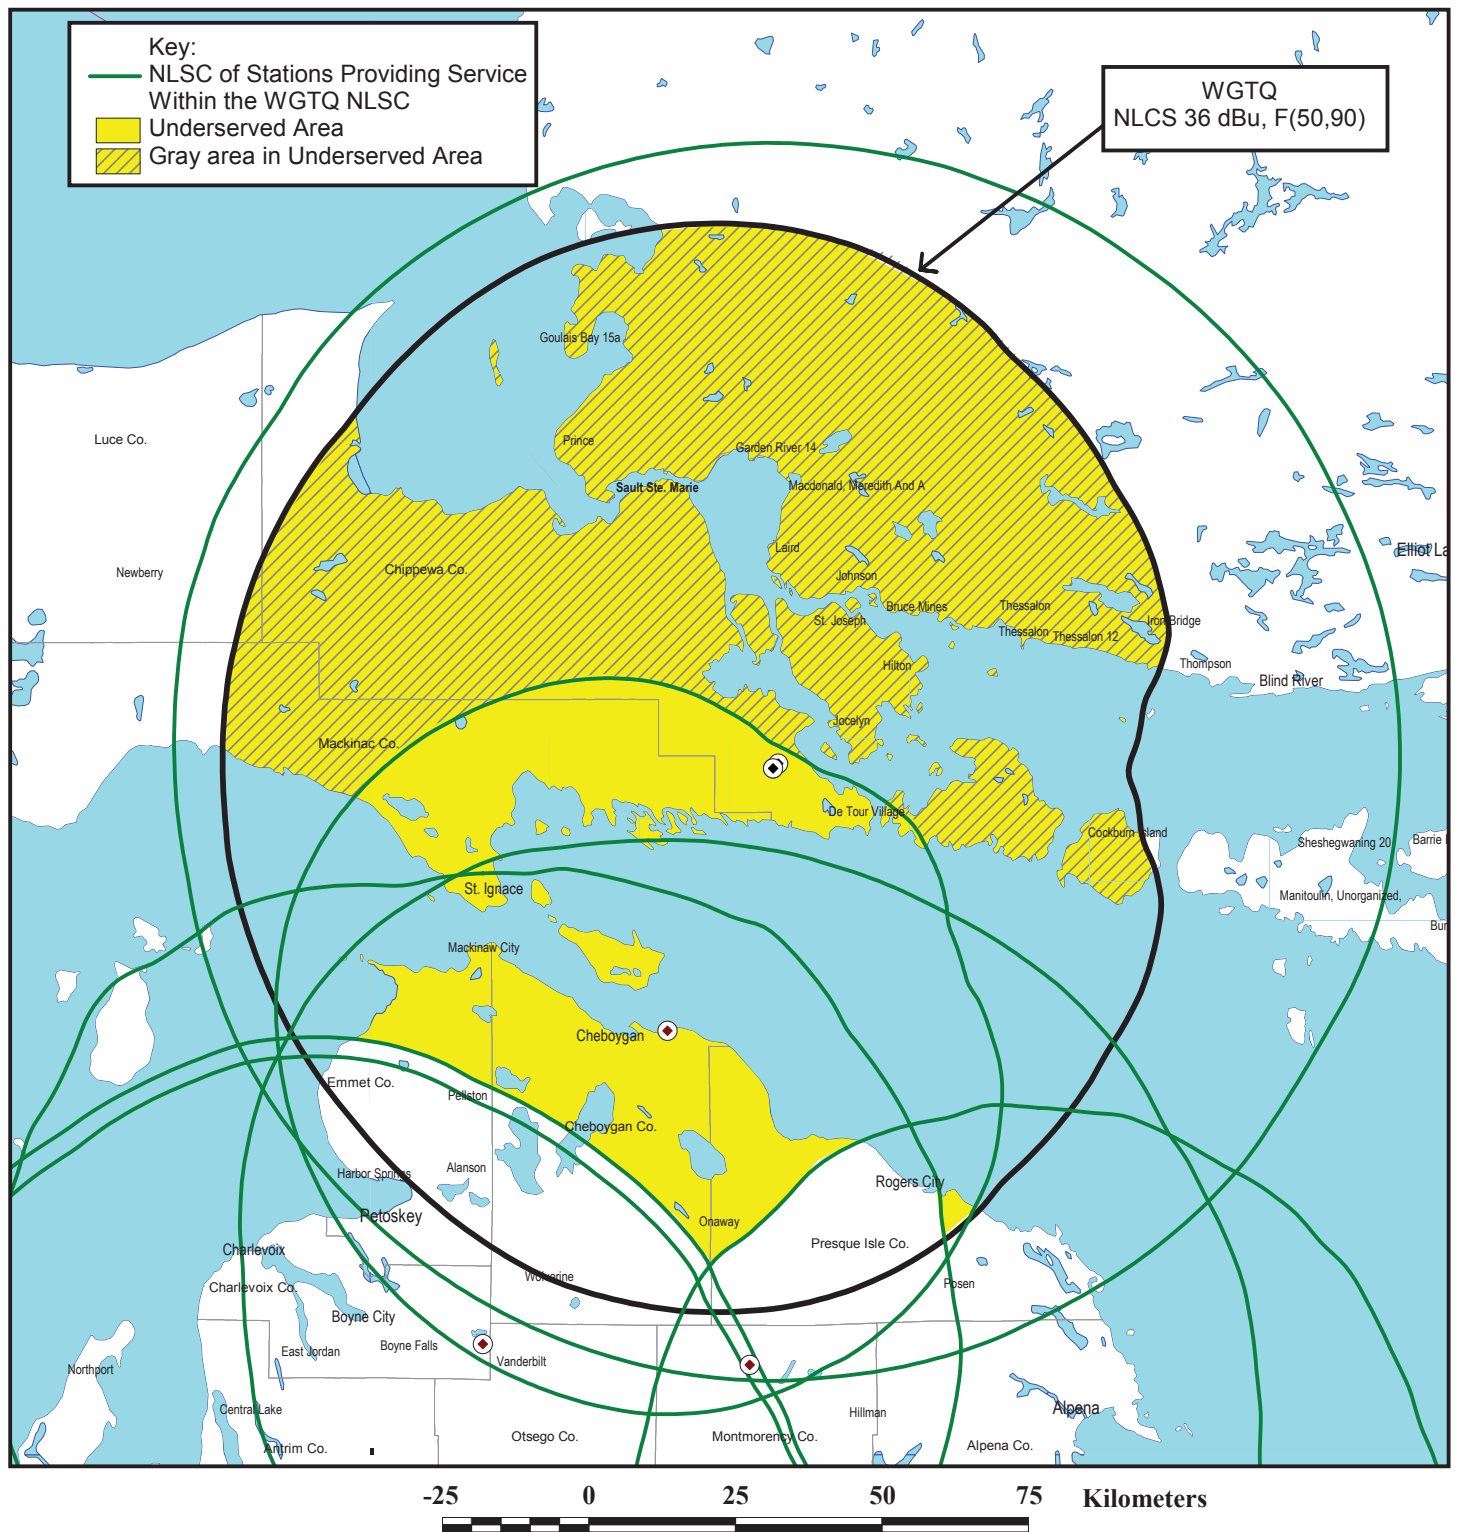 Key:
NLSC of Stations Providing Service
Within the WGTQ NLSC
Underserved Area
Gray area in Underserved Area
WGTQ
NLCS 36 dBu, F(50,90)
Goulais Bay 15a
Luce Co.
Prince
Garden River 14
Sault Ste. Marie
Macdonald, Meredith And A
Laird
Elliot La
Newberry
Chippewa Co.
Johnson
Bruce Mines
Thessalon
St. Joseph
Iron Bridge
Thessalon
Thessalon 12
Hilton
Thompson
Blind River
Jocelyn
Mackinac Co.
De Tour Village
Cockburn Island
Sheshegwaning 20
Barrie I
St. Ignace
Manitoulin, Unorganized,
Bur
Mackinaw City
Cheboygan
Emmet Co.
Pellston
Cheboygan Co.
Harbor Springs
Alanson
Rogers City
Petoskey
Onaway
Presque Isle Co.
Charlevoix
Wolverine
Posen
Charlevoix Co.
Boyne City
East Jordan
Boyne Falls
Vanderbilt
Northport
Central Lake
Hillman
Alpena
Antrim Co.
Otsego Co.
Montmorency Co.
Alpena Co.
-25 0 25 50 75 Kilometers